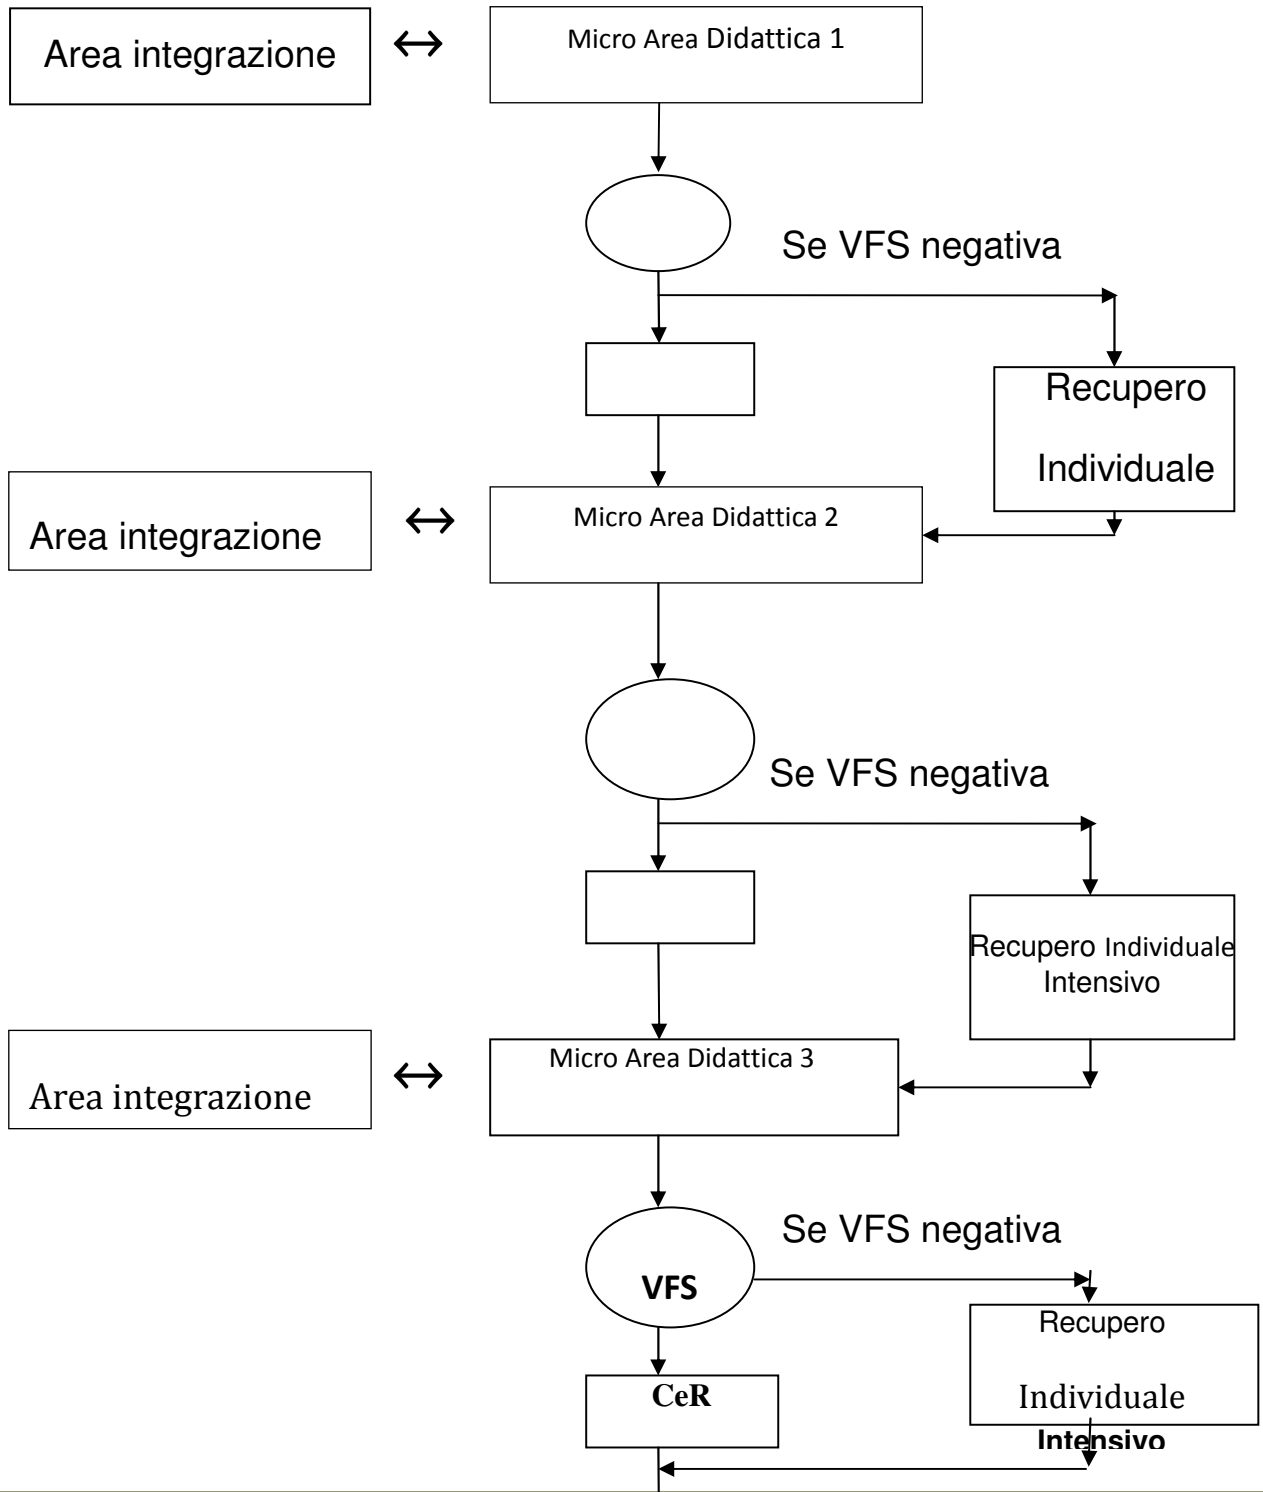 Area integrazione
Micro Area Didattica 1
Se VFS negativa
Recupero
Individuale
Area integrazione
Micro Area Didattica 2
Se VFS negativa
Recupero Individuale
Intensivo
Area integrazione
Micro Area Didattica 3
Se VFS negativa
VFS
Recupero
CeR
Individuale
Intensivo